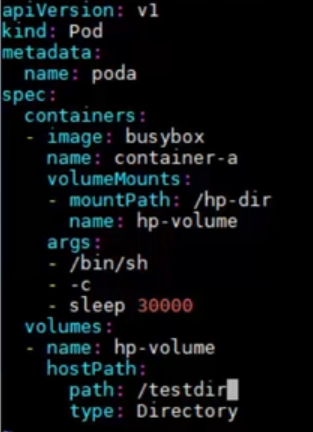 apiVersion: v1
kind: Pod
metadata:
  name: poda
spec:
  containers:
  - image: busybox
    name: container-a
    volumeMounts:
    - mountPath: /hp-dir
      name: hp-volume
    args:
    - /bin/sh
    - -c
    - sleep 30000
  volumes:
  - name: hp-volume
    hostPath:
      path: /testdir
      type: Directory